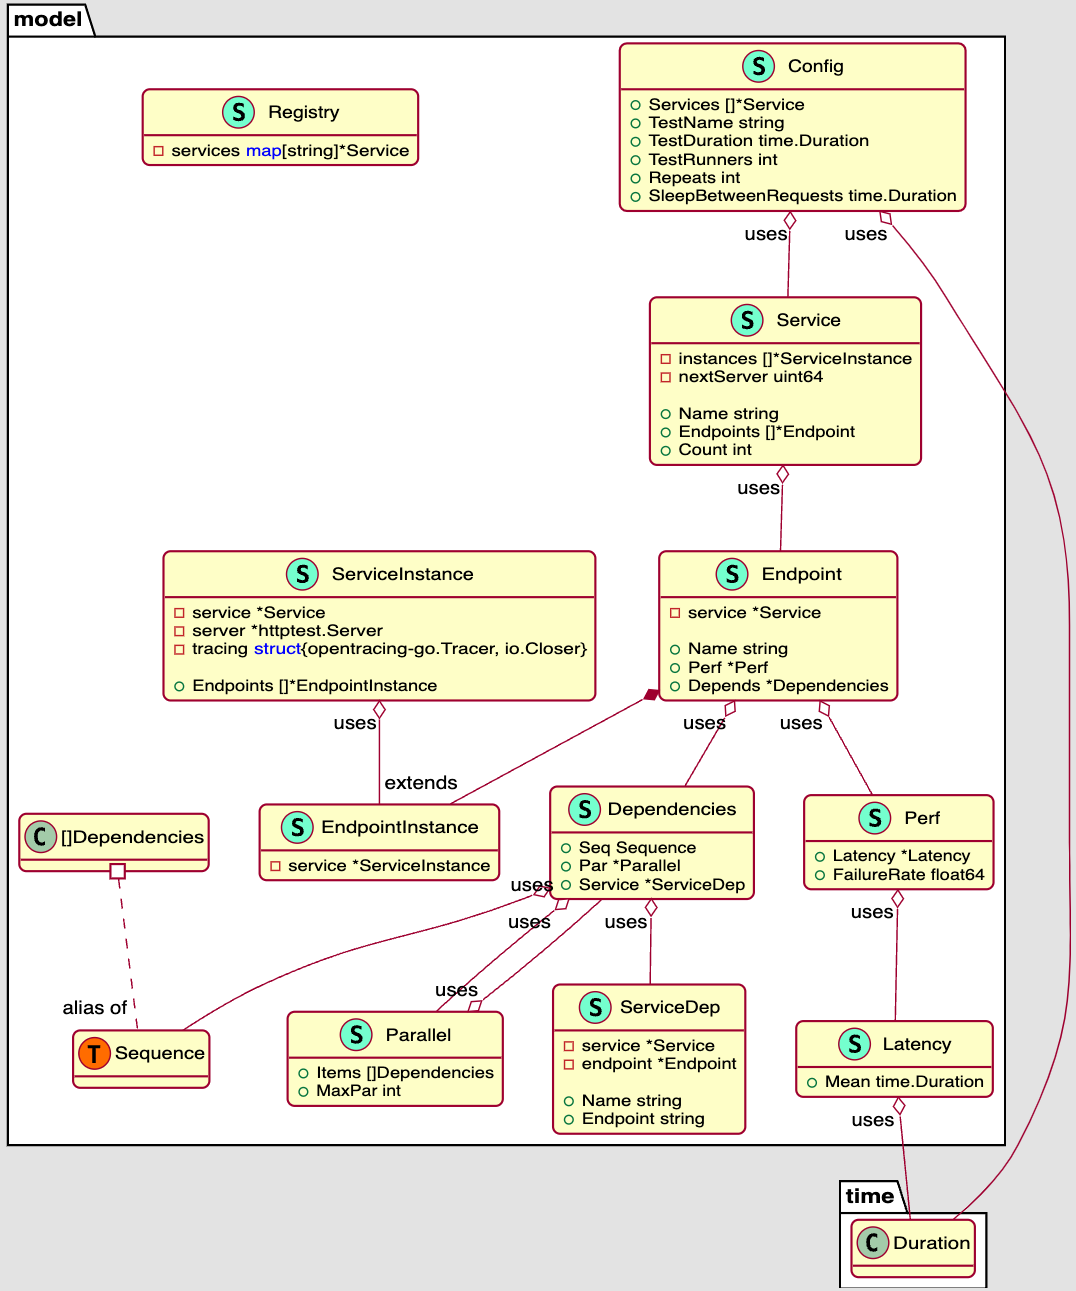 model
S Config
Services []*Service
TestName string
TestDuration time.Duration
TestRunners int
Repeats int
SleepBetweenRequests time.Duration
S Registry
services map[string]*Service
uses
uses
S Service
instances []*ServiceInstance
nextServer uint64
Name string
Endpoints []*Endpoint
Count int
uses
S ServiceInstance
service *Service
server *httptest.Server
tracing struct{opentracing-go.Tracer, io.Closer}
Endpoints []*EndpointInstance
S Endpoint
service *Service
Name string
Perf *Perf
Depends *Dependencies
uses
uses
uses
extends
C []Dependencies
S EndpointInstance
service *ServiceInstance
S Dependencies
Seq Sequence
Par *Parallel
Service *ServiceDep
S Perf
Latency *Latency
FailureRate float64
uses
uses
uses
uses
uses
alias of
T Sequence
S Parallel
Items []Dependencies
MaxPar int
S ServiceDep
service *Service
endpoint *Endpoint
Name string
Endpoint string
S Latency
Mean time.Duration
uses
time
C Duration